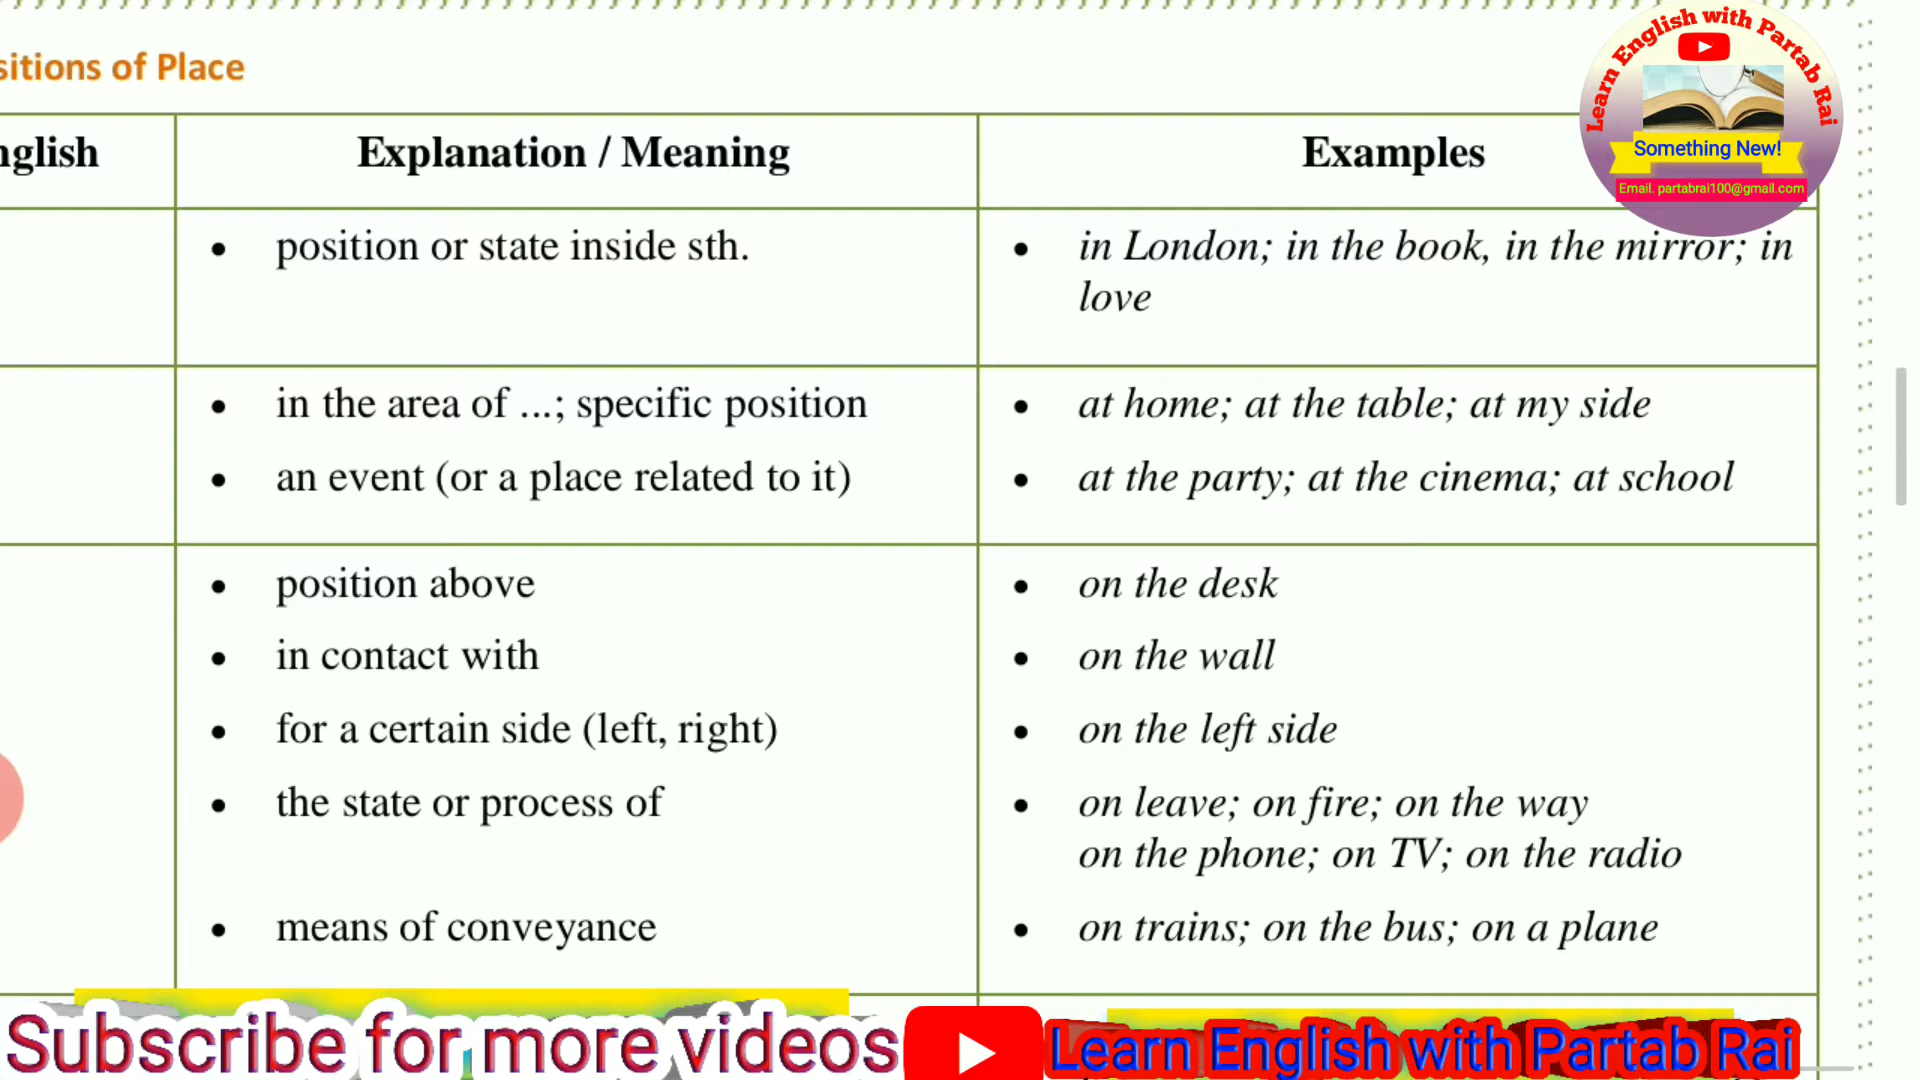 sitions of Place
nglish
Explanation / Meaning
Examples
Learn English with Partab Rai
Something New!
Email. partabrai100@gmail.com
• position or state inside sth.
• in London; in the book, in the mirror; in
love
• in the area of ...; specific position
• at home; at the table; at my side
• an event (or a place related to it)
• at the party; at the cinema; at school
• position above
• on the desk
• in contact with
• on the wall
• for a certain side (left, right)
• on the left side
• the state or process of
• on leave; on fire; on the way
on the phone; on TV; on the radio
• means of conveyance
• on trains; on the bus; on a plane
Subscribe for more videos
Learn English with Partab Rai